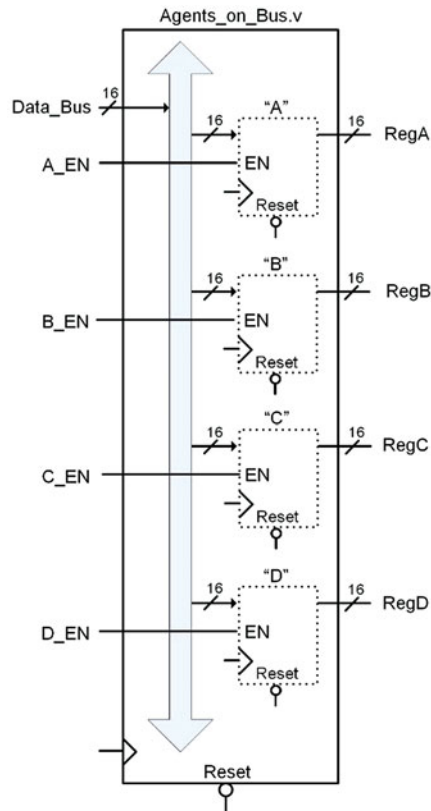 Agents_on_Bus.v
Data_Bus 16
16 "A" 16 RegA
A_EN EN
Reset
16 "B" 16 RegB
B_EN EN
Reset
16 "C" 16 RegC
C_EN EN
Reset
16 "D" 16 RegD
D_EN EN
Reset
Reset